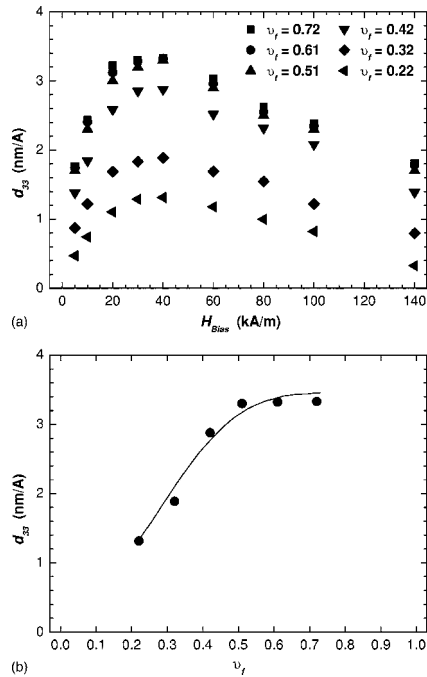 4
3
2
1
0
d33 (nm/A)
υf = 0.72
υf = 0.42
υf = 0.61
υf = 0.32
υf = 0.51
υf = 0.22
0 20 40 60 80 100 120 140
(a)
HBias (kA/m)
4
3
2
1
0
d33 (nm/A)
0.0 0.1 0.2 0.3 0.4 0.5 0.6 0.7 0.8 0.9 1.0
(b)
υf